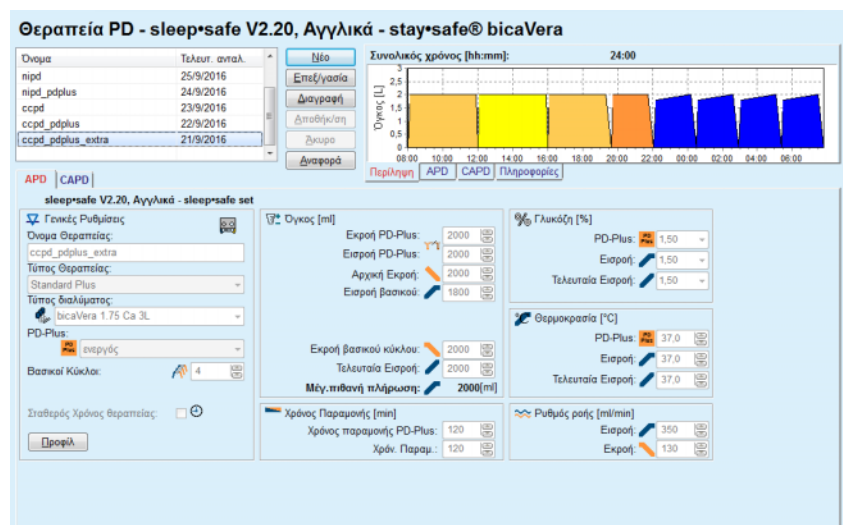 Θεραπεία PD - sleep•safe V2.20, Αγγλικά - stay•safe® bicaVera
Όνομα Τελευτ. ανταλ.
nipd 25/9/2016
nipd_pdplus 24/9/2016
ccpd 23/9/2016
ccpd_pdplus 22/9/2016
ccpd_pdplus_extra 21/9/2016
Νέο
Επεξ/γασία
Διαγραφή
Αποθήκ/ση
Άκυρο
Αναφορά
Συνολικός χρόνος [hh:mm]: 24:00
Όγκος [L]
3
2,5
2
1,5
1
0,5
0
08:00 10:00 12:00 14:00 16:00 18:00 20:00 22:00 00:00 02:00 04:00 06:00
Περίληψη APD CAPD Πληροφορίες
APD CAPD
sleep•safe V2.20, Αγγλικά - sleep•safe set
Γενικές Ρυθμίσεις
Όνομα Θεραπείας:
ccpd_pdplus_extra
Τύπος Θεραπείας:
Standard Plus
Τύπος διαλύματος:
bicaVera 1.75 Ca 3L
PD-Plus:
PD Plus ενεργός
Βασικοί Κύκλοι: 4
Σταθερός Χρόνος θεραπείας:
Προφίλ
Όγκος [ml]
Εκροή PD-Plus: 2000
Εισροή PD-Plus: 2000
Αρχική Εκροή: 2000
Εισροή βασικού: 1800
Εκροή βασικού κύκλου: 2000
Τελευταία Εισροή: 2000
Μέγ.πιθανή πλήρωση: 2000[ml]
Χρόνος Παραμονής [min]
Χρόνος παραμονής PD-Plus: 120
Χρόν. Παραμ.: 120
Γλυκόζη [%]
PD-Plus: PD Plus 1,50
Εισροή: 1,50
Τελευταία Εισροή: 1,50
Θερμοκρασία [°C]
PD-Plus: PD Plus 37,0
Εισροή: 37,0
Τελευταία Εισροή: 37,0
Ρυθμός ροής [ml/min]
Εισροή: 350
Εκροή: 130